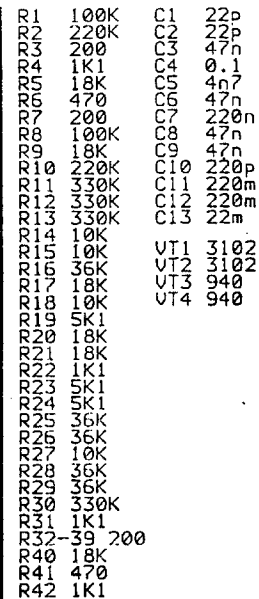 R1 100K C1 22p
R2 220K C2 22p
R3 200 C3 47n
R4 1K1 C4 0.1
R5 18K C5 4n7
R6 470 C6 47n
R7 200 C7 220n
R8 100K C8 47n
R9 18K C9 47n
R10 220K C10 220p
R11 330K C11 220m
R12 330K C12 220m
R13 330K C13 22m
R14 10K
R15 10K VT1 3102
R16 36K VT2 3102
R17 18K VT3 940
R18 10K VT4 940
R19 5K1
R20 18K
R21 18K
R22 1K1
R23 5K1
R24 5K1
R25 36K
R26 36K
R27 10K
R28 36K
R29 36K
R30 330K
R31 1K1
R32-39 200
R40 18K
R41 470
R42 1K1